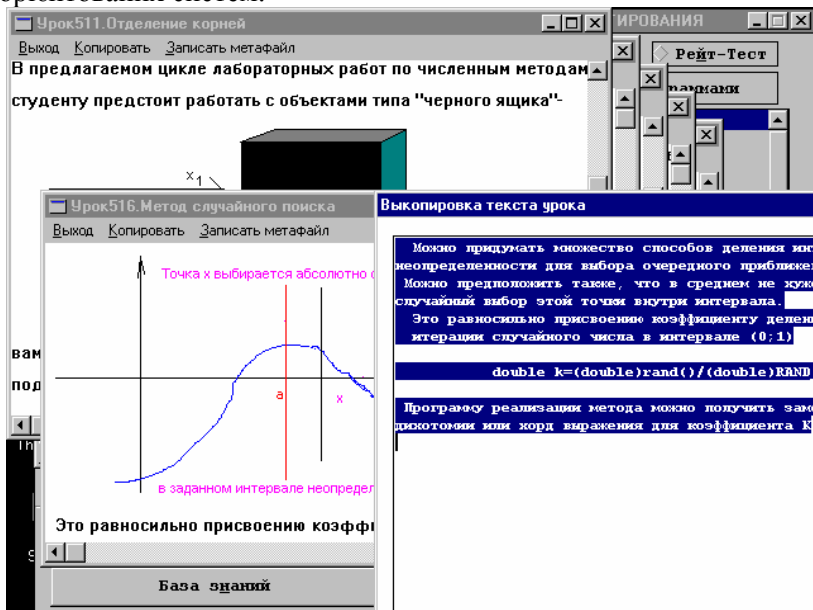 Урок511.Отделение корней
Выход Копировать Записать метафайл
В предлагаемом цикле лабораторных работ по численным методам
студенту предстоит работать с объектами типа "черного ящика"-
x1
ИРОВАНИЯ
Рейт-Тест
Урок516.Метод случайного поиска
Выход Копировать Записать метафайл
Точка x выбирается абсолютно
a
x
в заданном интервале неопредел
Это равносильно присвоению коэффи
База знаний
вам
под
Выкопировка текста урока
Можно придумать множество способов деления инт
неопределенности для выбора очередного приближе
Можно предположить также, что в среднем не хуже
случайный выбор этой точки внутри интервала.
Это равносильно присвоению коэффициенту делен
итерации случайного числа в интервале (0;1)
double k=(double)rand()/(double)RAND
Программу реализации метода можно получить зам
дихотомии или хорд выражения для коэффициента К